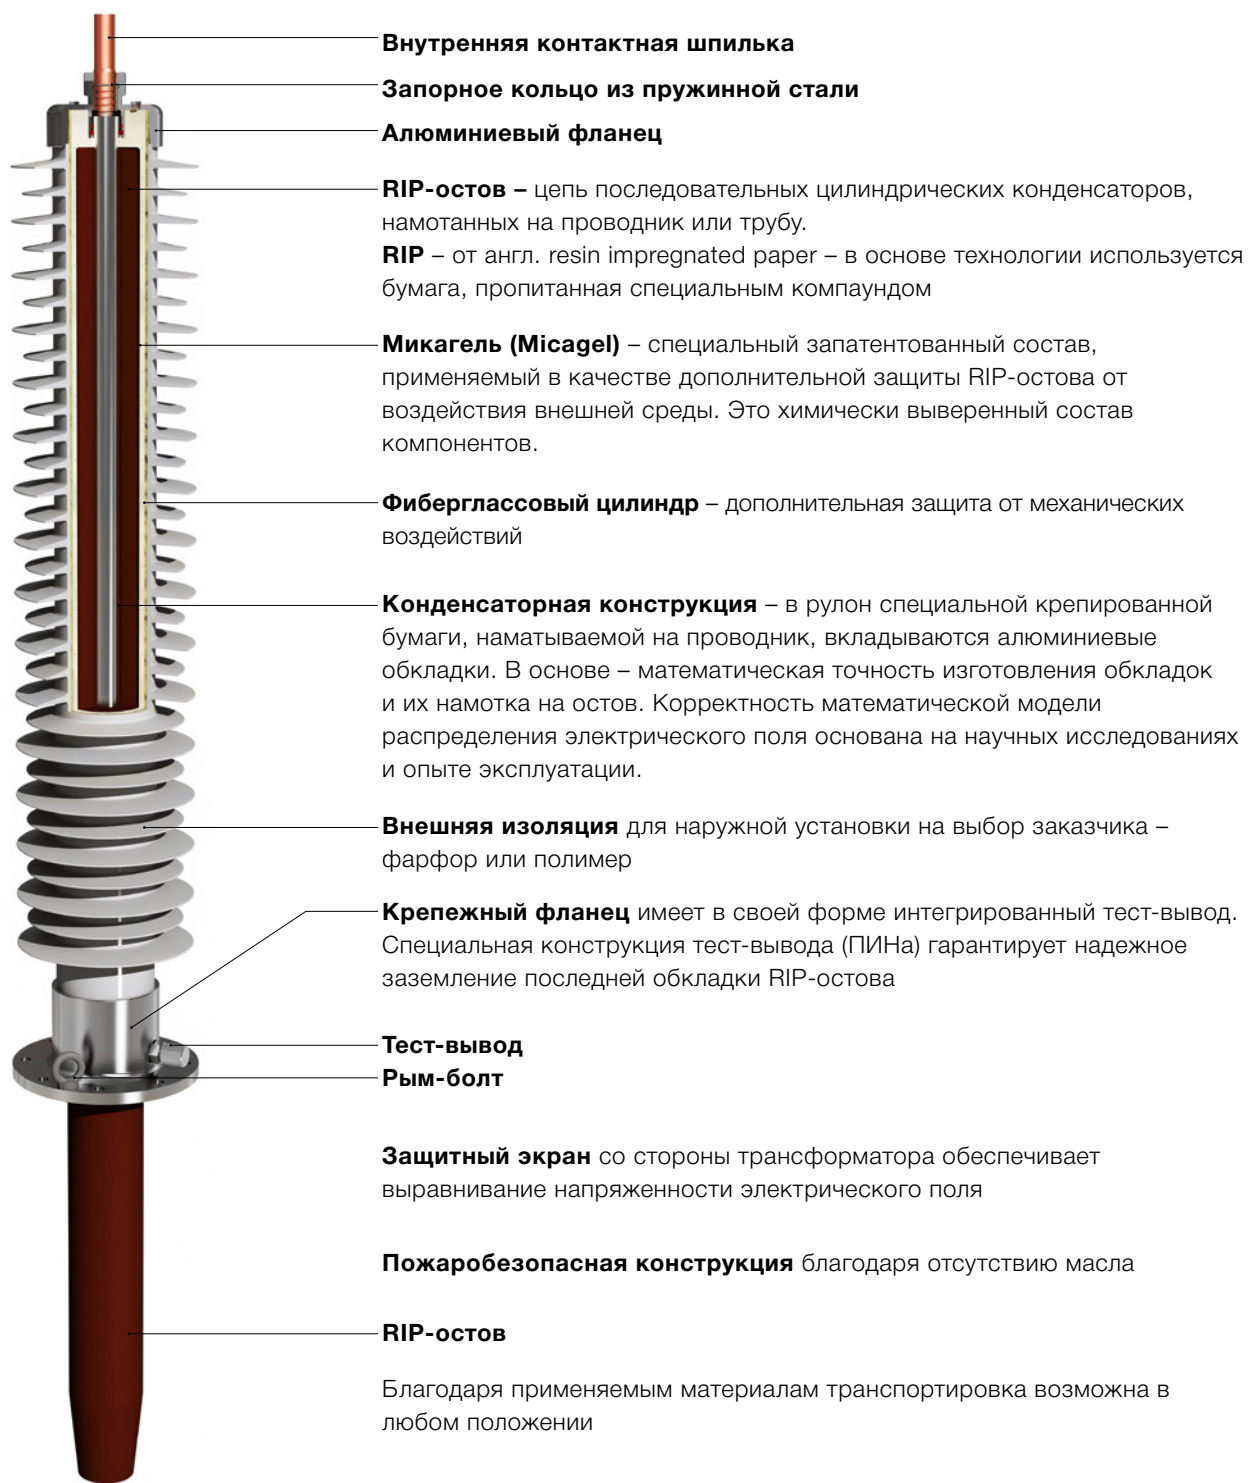 Внутренняя контактная шпилька
Запорное кольцо из пружинной стали
Алюминиевый фланец
RIP-остов – цепь последовательных цилиндрических конденсаторов,
намотанных на проводник или трубу.
RIP – от англ. resin impregnated paper – в основе технологии используется
бумага, пропитанная специальным компаундом
Микагель (Micagel) – специальный запатентованный состав,
применяемый в качестве дополнительной защиты RIP-остова от
воздействия внешней среды. Это химически выверенный состав
компонентов.
Фиберглассовый цилиндр – дополнительная защита от механических
воздействий
Конденсаторная конструкция – в рулон специальной крепированной
бумаги, наматываемой на проводник, вкладываются алюминиевые
обкладки. В основе – математическая точность изготовления обкладок
и их намотка на остов. Корректность математической модели
распределения электрического поля основана на научных исследованиях
и опыте эксплуатации.
Внешняя изоляция для наружной установки на выбор заказчика –
фарфор или полимер
Крепежный фланец имеет в своей форме интегрированный тест-вывод.
Специальная конструкция тест-вывода (ПИНа) гарантирует надежное
заземление последней обкладки RIP-остова
Тест-вывод
Рым-болт
Защитный экран со стороны трансформатора обеспечивает
выравнивание напряженности электрического поля
Пожаробезопасная конструкция благодаря отсутствию масла
RIP-остов
Благодаря применяемым материалам транспортировка возможна в
любом положении